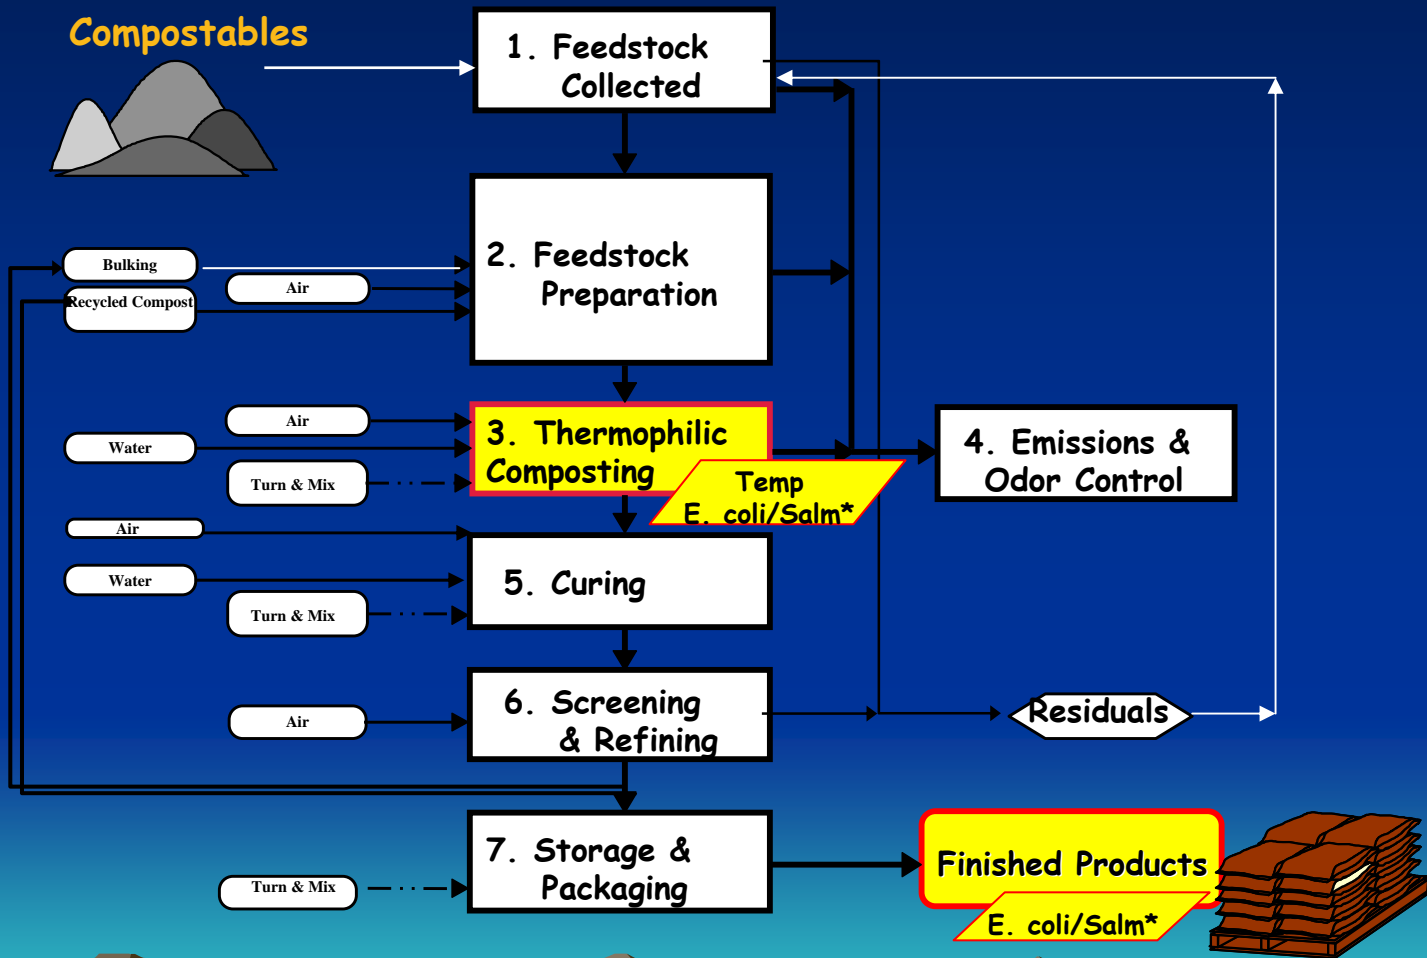 Compostables
1. Feedstock
Collected
2. Feedstock
Preparation
Bulking
Air
Recycled Compost
3. Thermophilic
Composting
Air
Water
Turn & Mix
Temp
E. coli/Salm*
4. Emissions &
Odor Control
Air
Water
Turn & Mix
5. Curing
6. Screening
& Refining
Air
Residuals
7. Storage &
Packaging
Turn & Mix
Finished Products
E. coli/Salm*